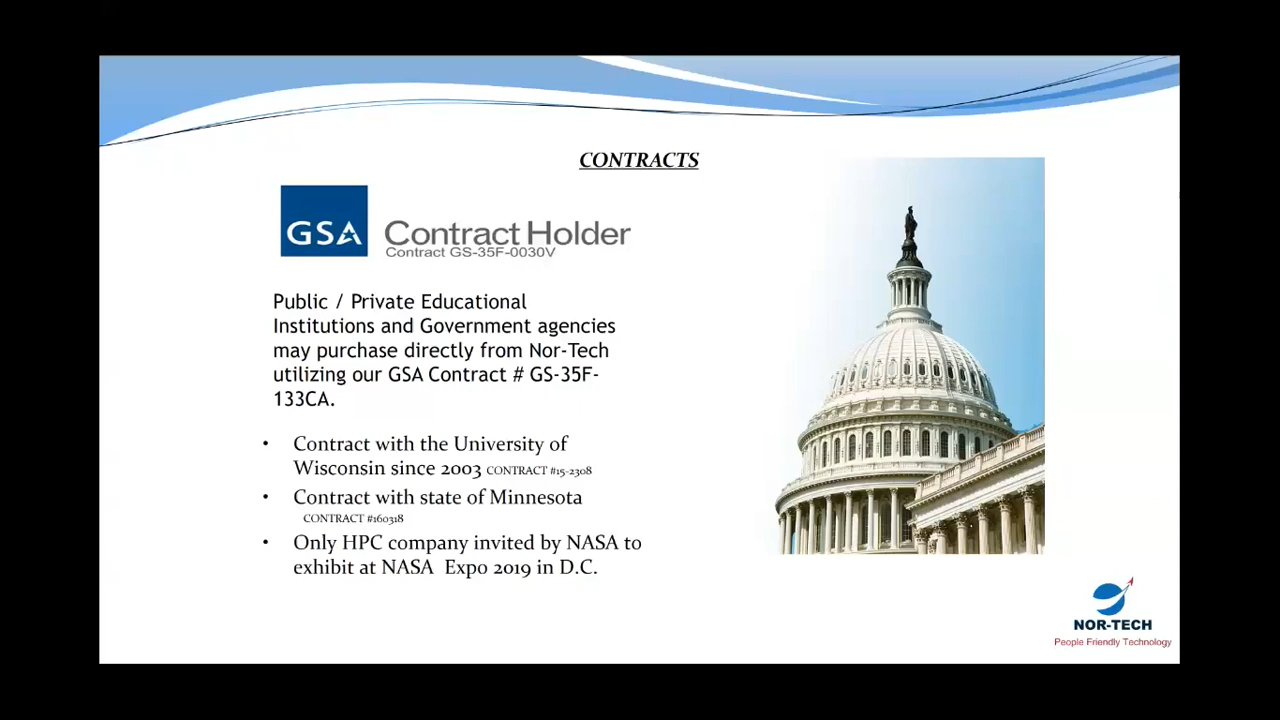 CONTRACTS
GSA
Contract Holder
Contract GS-35F-0030V
Public / Private Educational
Institutions and Government agencies
may purchase directly from Nor-Tech
utilizing our GSA Contract # GS-35F-
133CA.
• Contract with the University of
Wisconsin since 2003 CONTRACT #15-2308
• Contract with state of Minnesota
CONTRACT #160318
• Only HPC company invited by NASA to
exhibit at NASA Expo 2019 in D.C.
NOR-TECH
People Friendly Technology